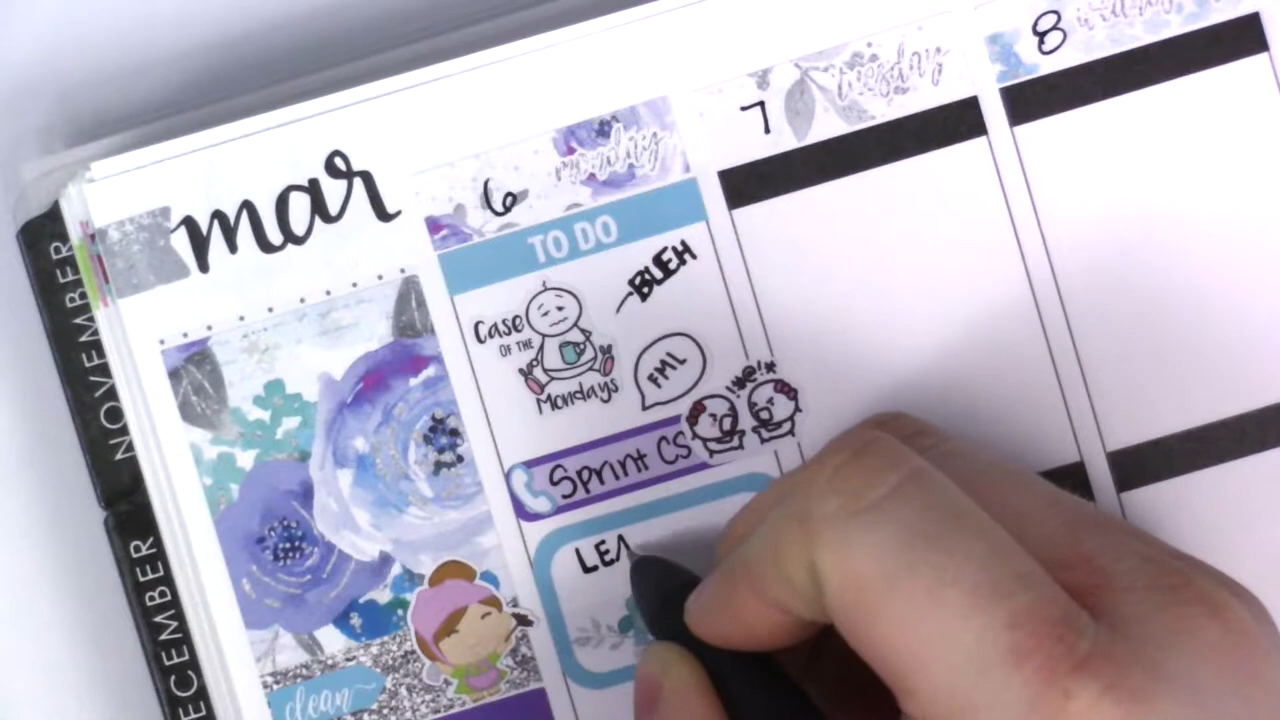 NOVEMBER
DECEMBER
mar
clean
6
monday
TO DO
BLEH
Case
OF THE
Mondays
FML
!*@!*
Sprint CS
LEA
7
tuesday
8